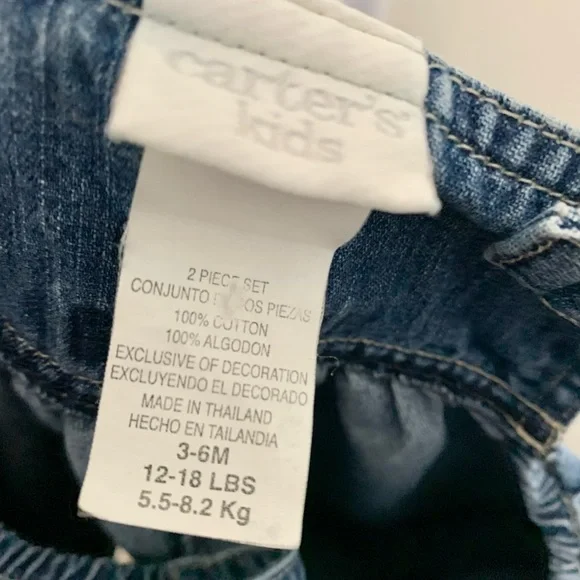 carter's
kids
2 PIECE SET
CONJUNTO DOS PIEZAS
100% COTTON
100% ALGODON
EXCLUSIVE OF DECORATION
EXCLUYENDO EL DECORADO
MADE IN THAILAND
HECHO EN TAILANDIA
3-6M
12-18 LBS
5.5-8.2 Kg